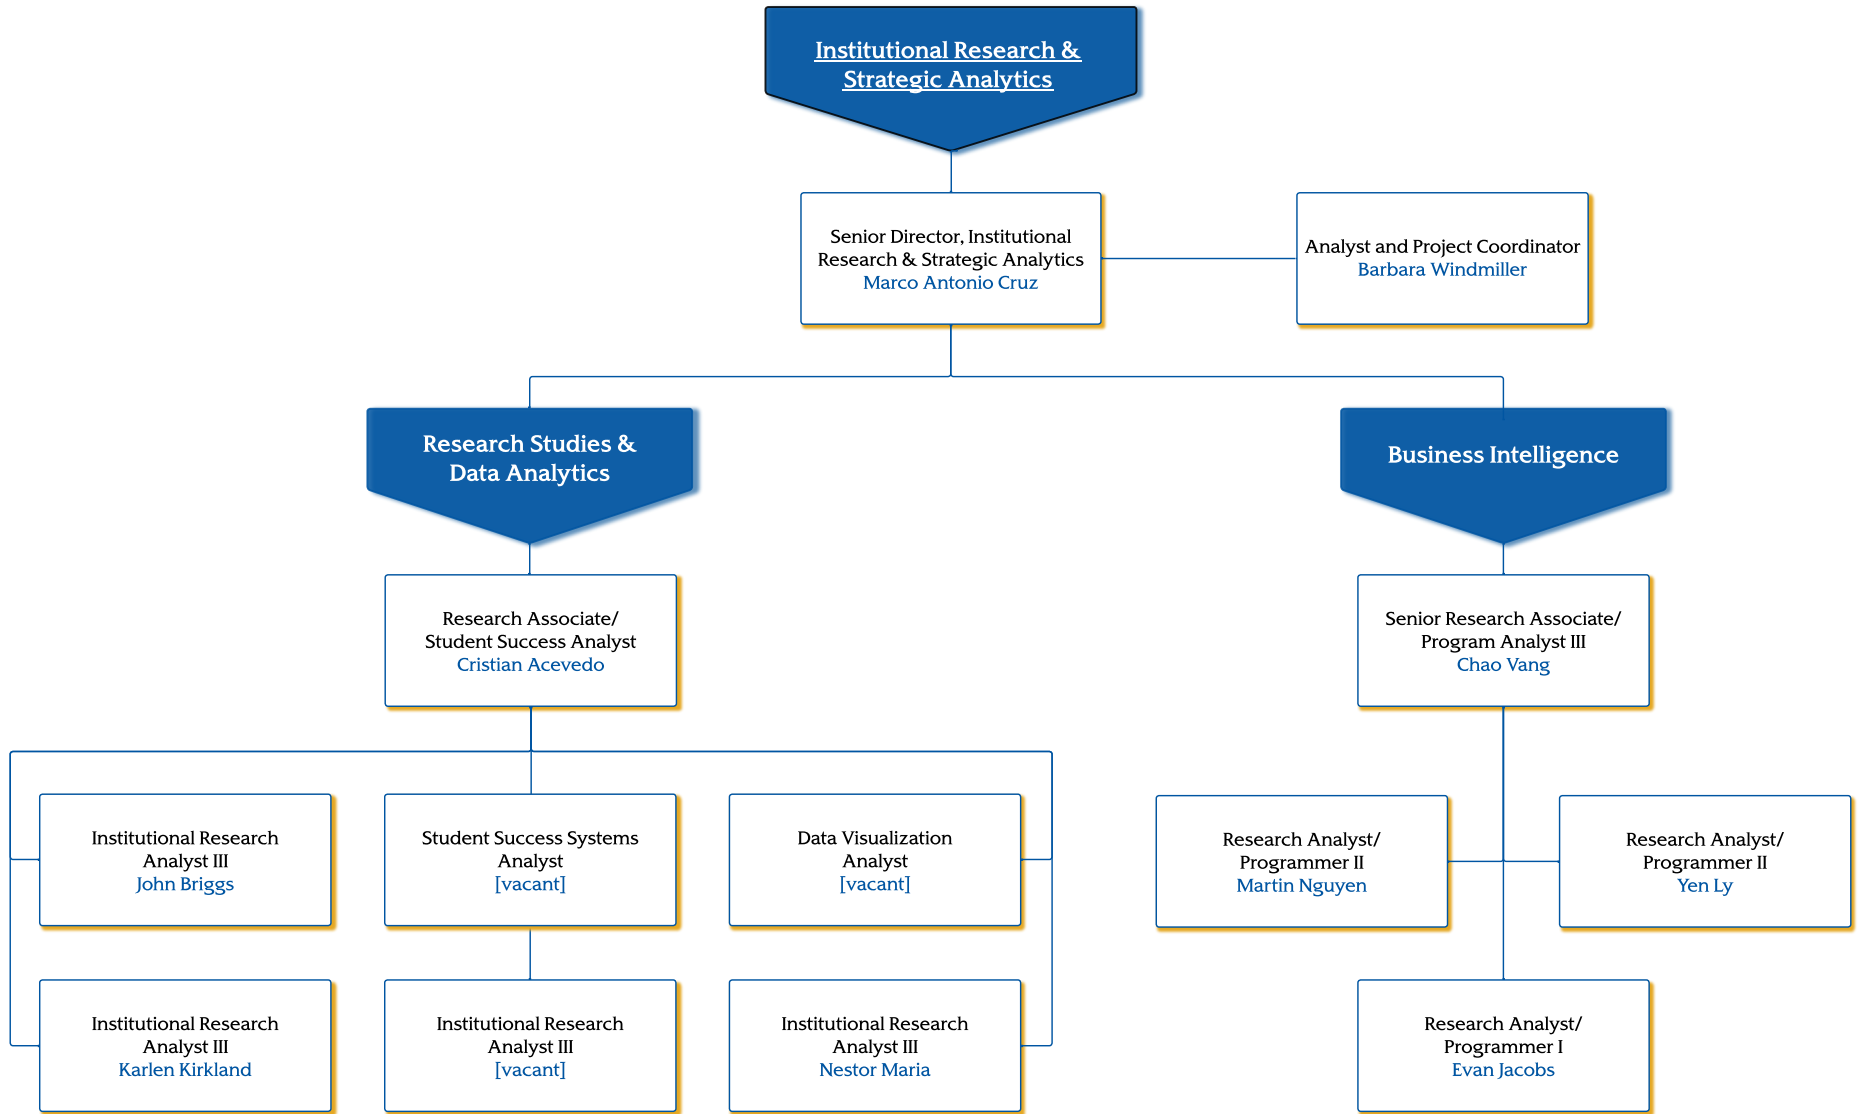 Institutional Research &
Strategic Analytics
Senior Director, Institutional
Research & Strategic Analytics
Marco Antonio Cruz
Analyst and Project Coordinator
Barbara Windmiller
Research Studies &
Data Analytics
Business Intelligence
Research Associate/
Student Success Analyst
Cristian Acevedo
Senior Research Associate/
Program Analyst III
Chao Vang
Institutional Research
Analyst III
John Briggs
Student Success Systems
Analyst
[vacant]
Data Visualization
Analyst
[vacant]
Research Analyst/
Programmer II
Martin Nguyen
Research Analyst/
Programmer II
Yen Ly
Institutional Research
Analyst III
Karlen Kirkland
Institutional Research
Analyst III
[vacant]
Institutional Research
Analyst III
Nestor Maria
Research Analyst/
Programmer I
Evan Jacobs